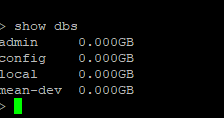 > show dbs
admin     0.000GB
config    0.000GB
local     0.000GB
mean-dev  0.000GB
>